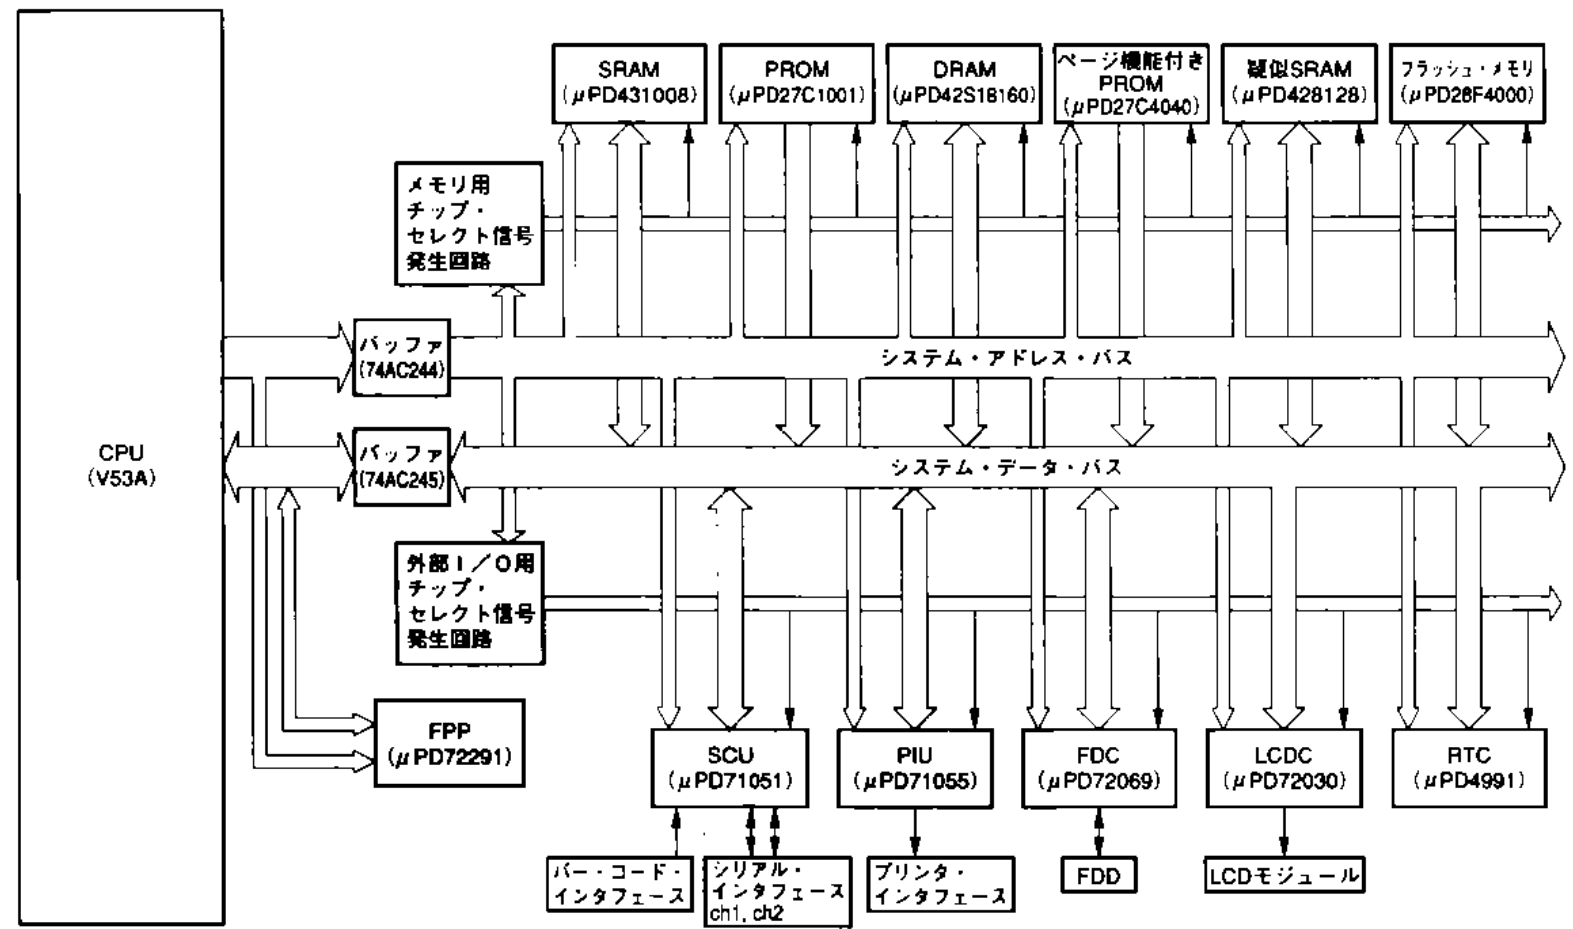 SRAM
(μPD431008)
PROM
(μPD27C1001)
DRAM
(μPD42S18160)
ページ機能付き
PROM
(μPD27C4040)
疑似SRAM
(μPD428128)
フラッシュ・メモリ
(μPD28F4000)
メモリ用
チップ・
セレクト信号
発生回路
バッファ
(74AC244)
システム・アドレス・バス
CPU
(V53A)
バッファ
(74AC245)
システム・データ・バス
外部I/O用
チップ・
セレクト信号
発生回路
FPP
(μPD72291)
SCU
(μPD71051)
PIU
(μPD71055)
FDC
(μPD72069)
LCDC
(μPD72030)
RTC
(μPD4991)
バー・コード・
インタフェース
シリアル・
インタフェース
ch1, ch2
プリンタ・
インタフェース
FDD
LCDモジュール